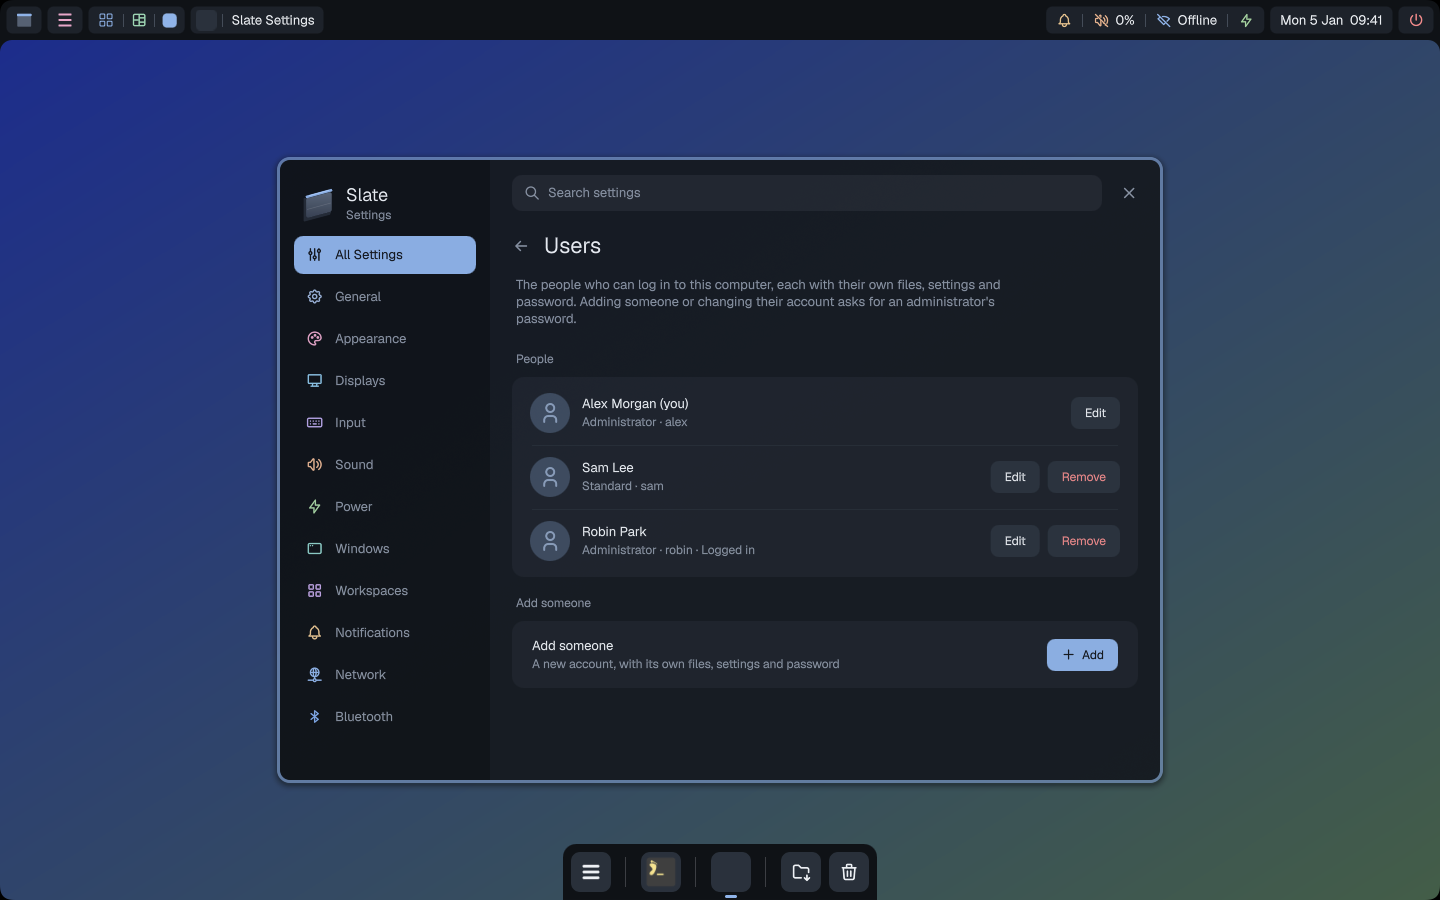 Slate Settings
0%
Offline
Mon 5 Jan 09:41
Slate
Settings
All Settings
General
Appearance
Displays
Input
Sound
Power
Windows
Workspaces
Notifications
Network
Bluetooth
Search settings
Users
The people who can log in to this computer, each with their own files, settings and
password. Adding someone or changing their account asks for an administrator's
password.
People
Alex Morgan (you)
Administrator · alex
Edit
Sam Lee
Standard · sam
Edit
Remove
Robin Park
Administrator · robin · Logged in
Edit
Remove
Add someone
Add someone
A new account, with its own files, settings and password
Add